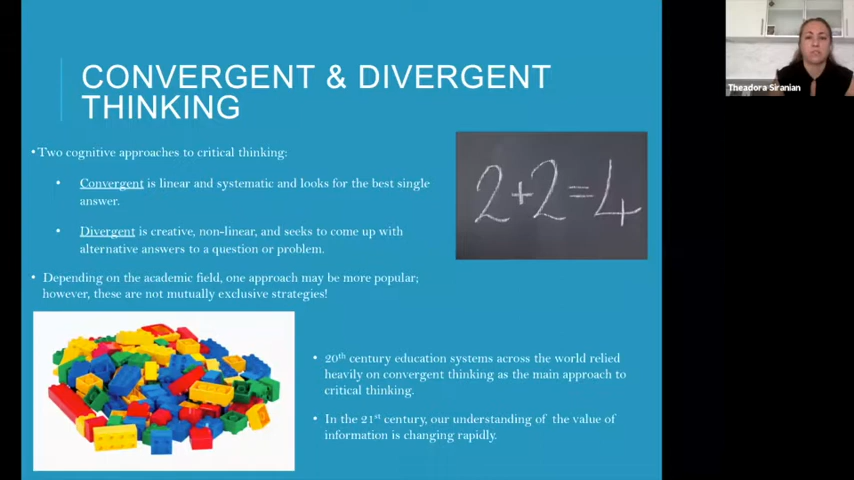 CONVERGENT & DIVERGENT
THINKING
•Two cognitive approaches to critical thinking:
• Convergent is linear and systematic and looks for the best single
answer.
• Divergent is creative, non-linear, and seeks to come up with
alternative answers to a question or problem.
• Depending on the academic field, one approach may be more popular;
however, these are not mutually exclusive strategies!
2+2=4
• 20th century education systems across the world relied
heavily on convergent thinking as the main approach to
critical thinking.
• In the 21st century, our understanding of the value of
information is changing rapidly.
Theadora Siranian